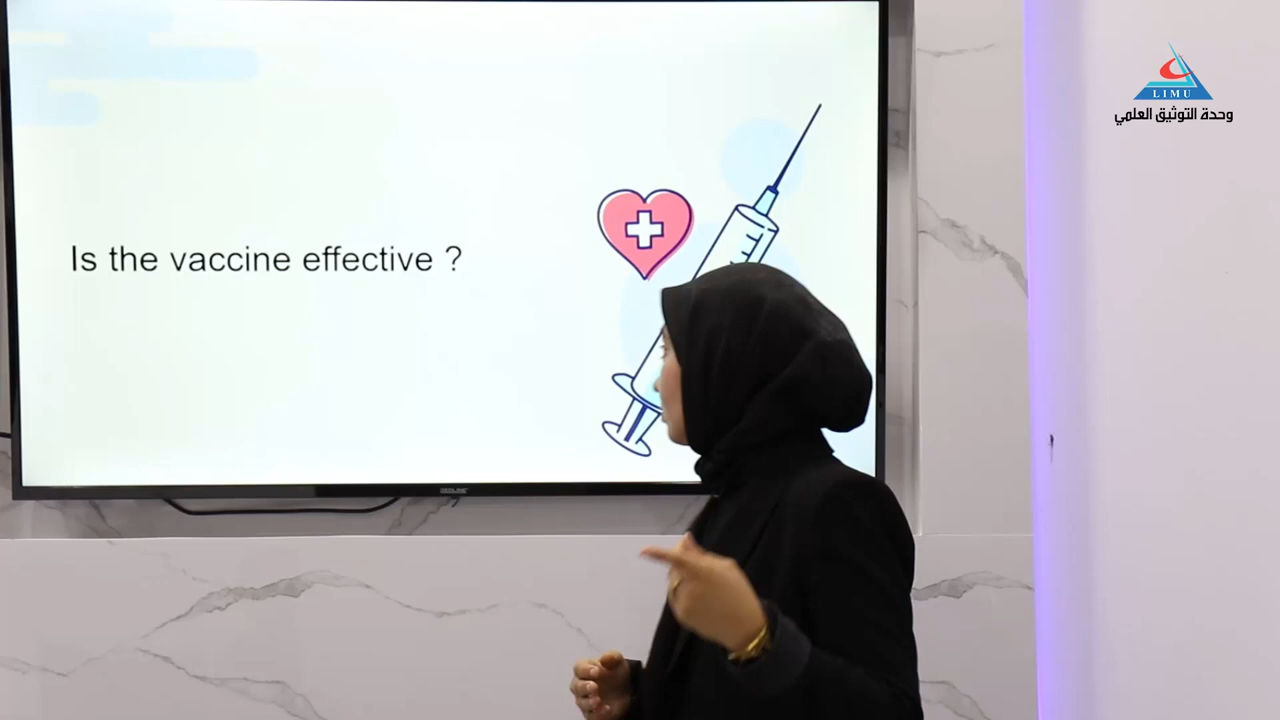 Is the vaccine effective ?
LIMU
وحدة التوثيق العلمي